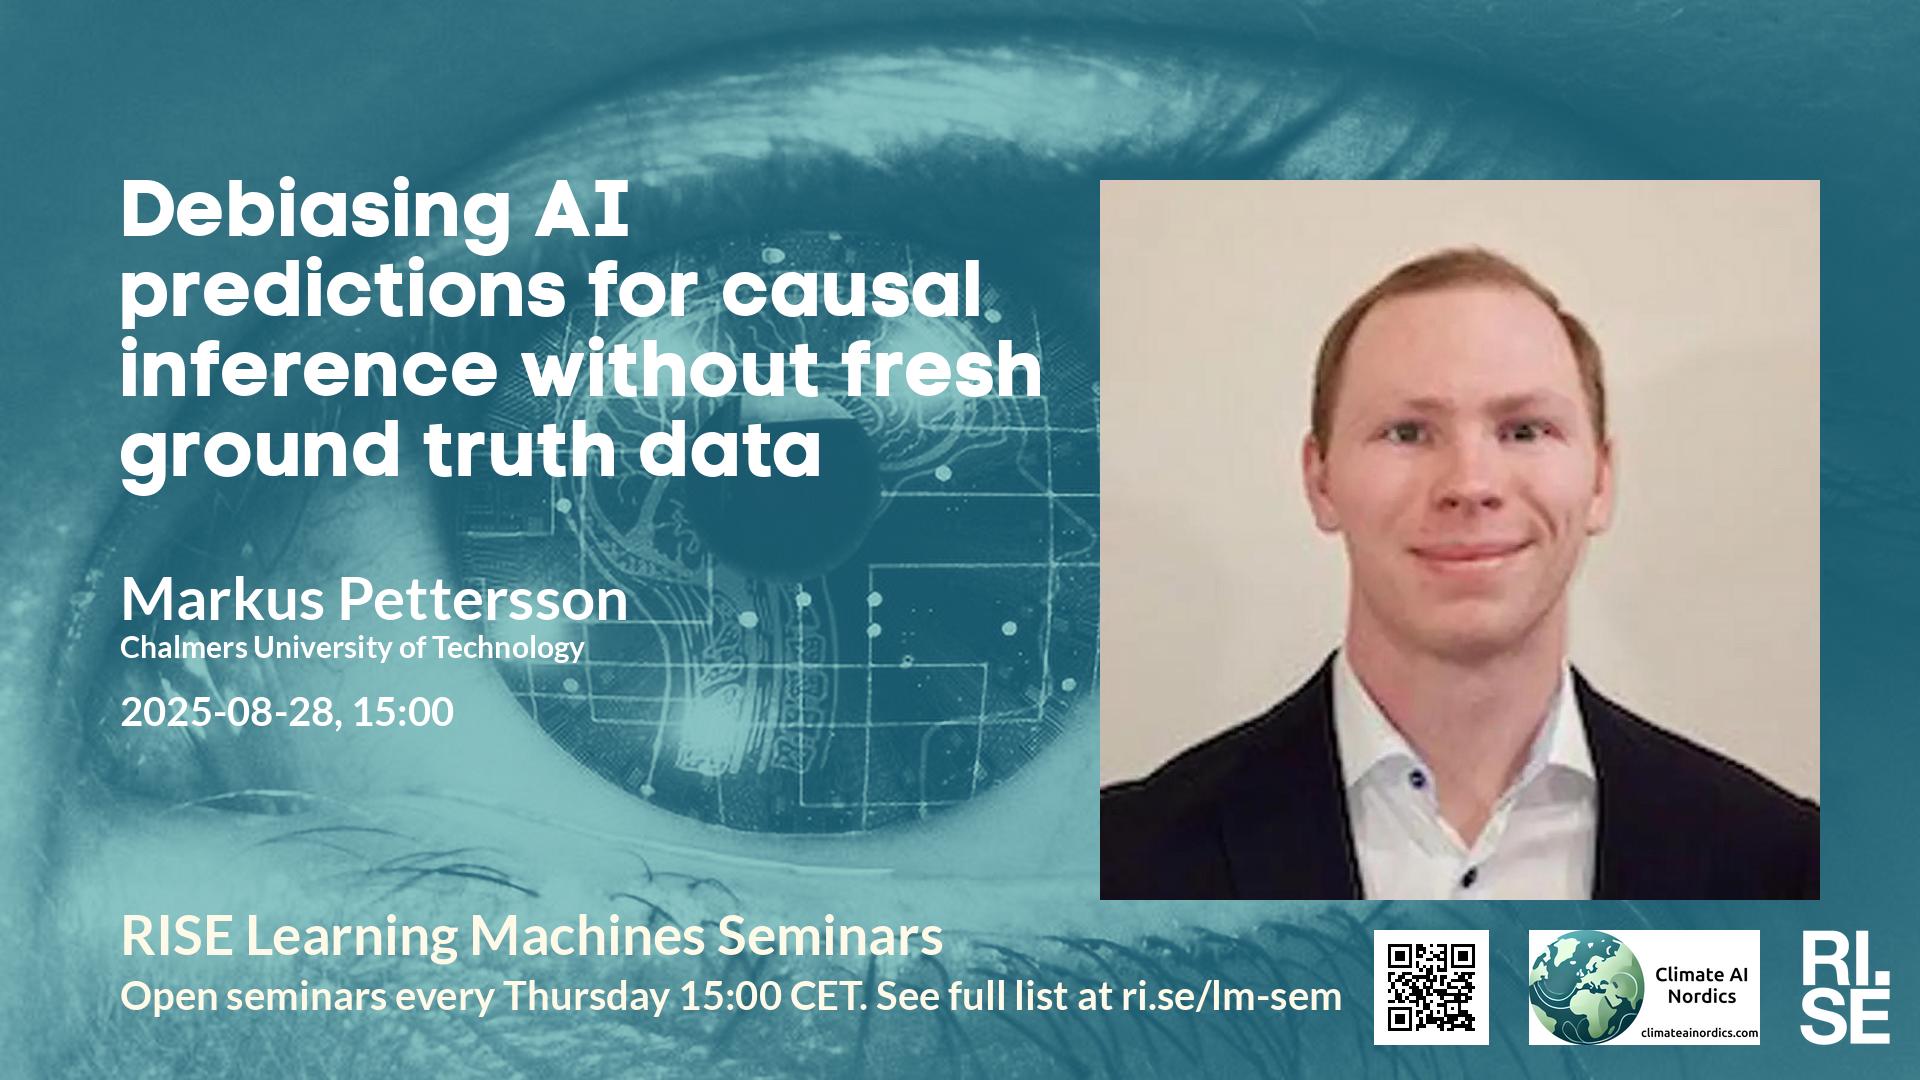 Debiasing AI
predictions for causal
inference without fresh
ground truth data
Markus Pettersson
Chalmers University of Technology
2025-08-28, 15:00
RISE Learning Machines Seminars
Open seminars every Thursday 15:00 CET. See full list at ri.se/lm-sem
Climate AI
Nordics
climateainordics.com
RI.
SE